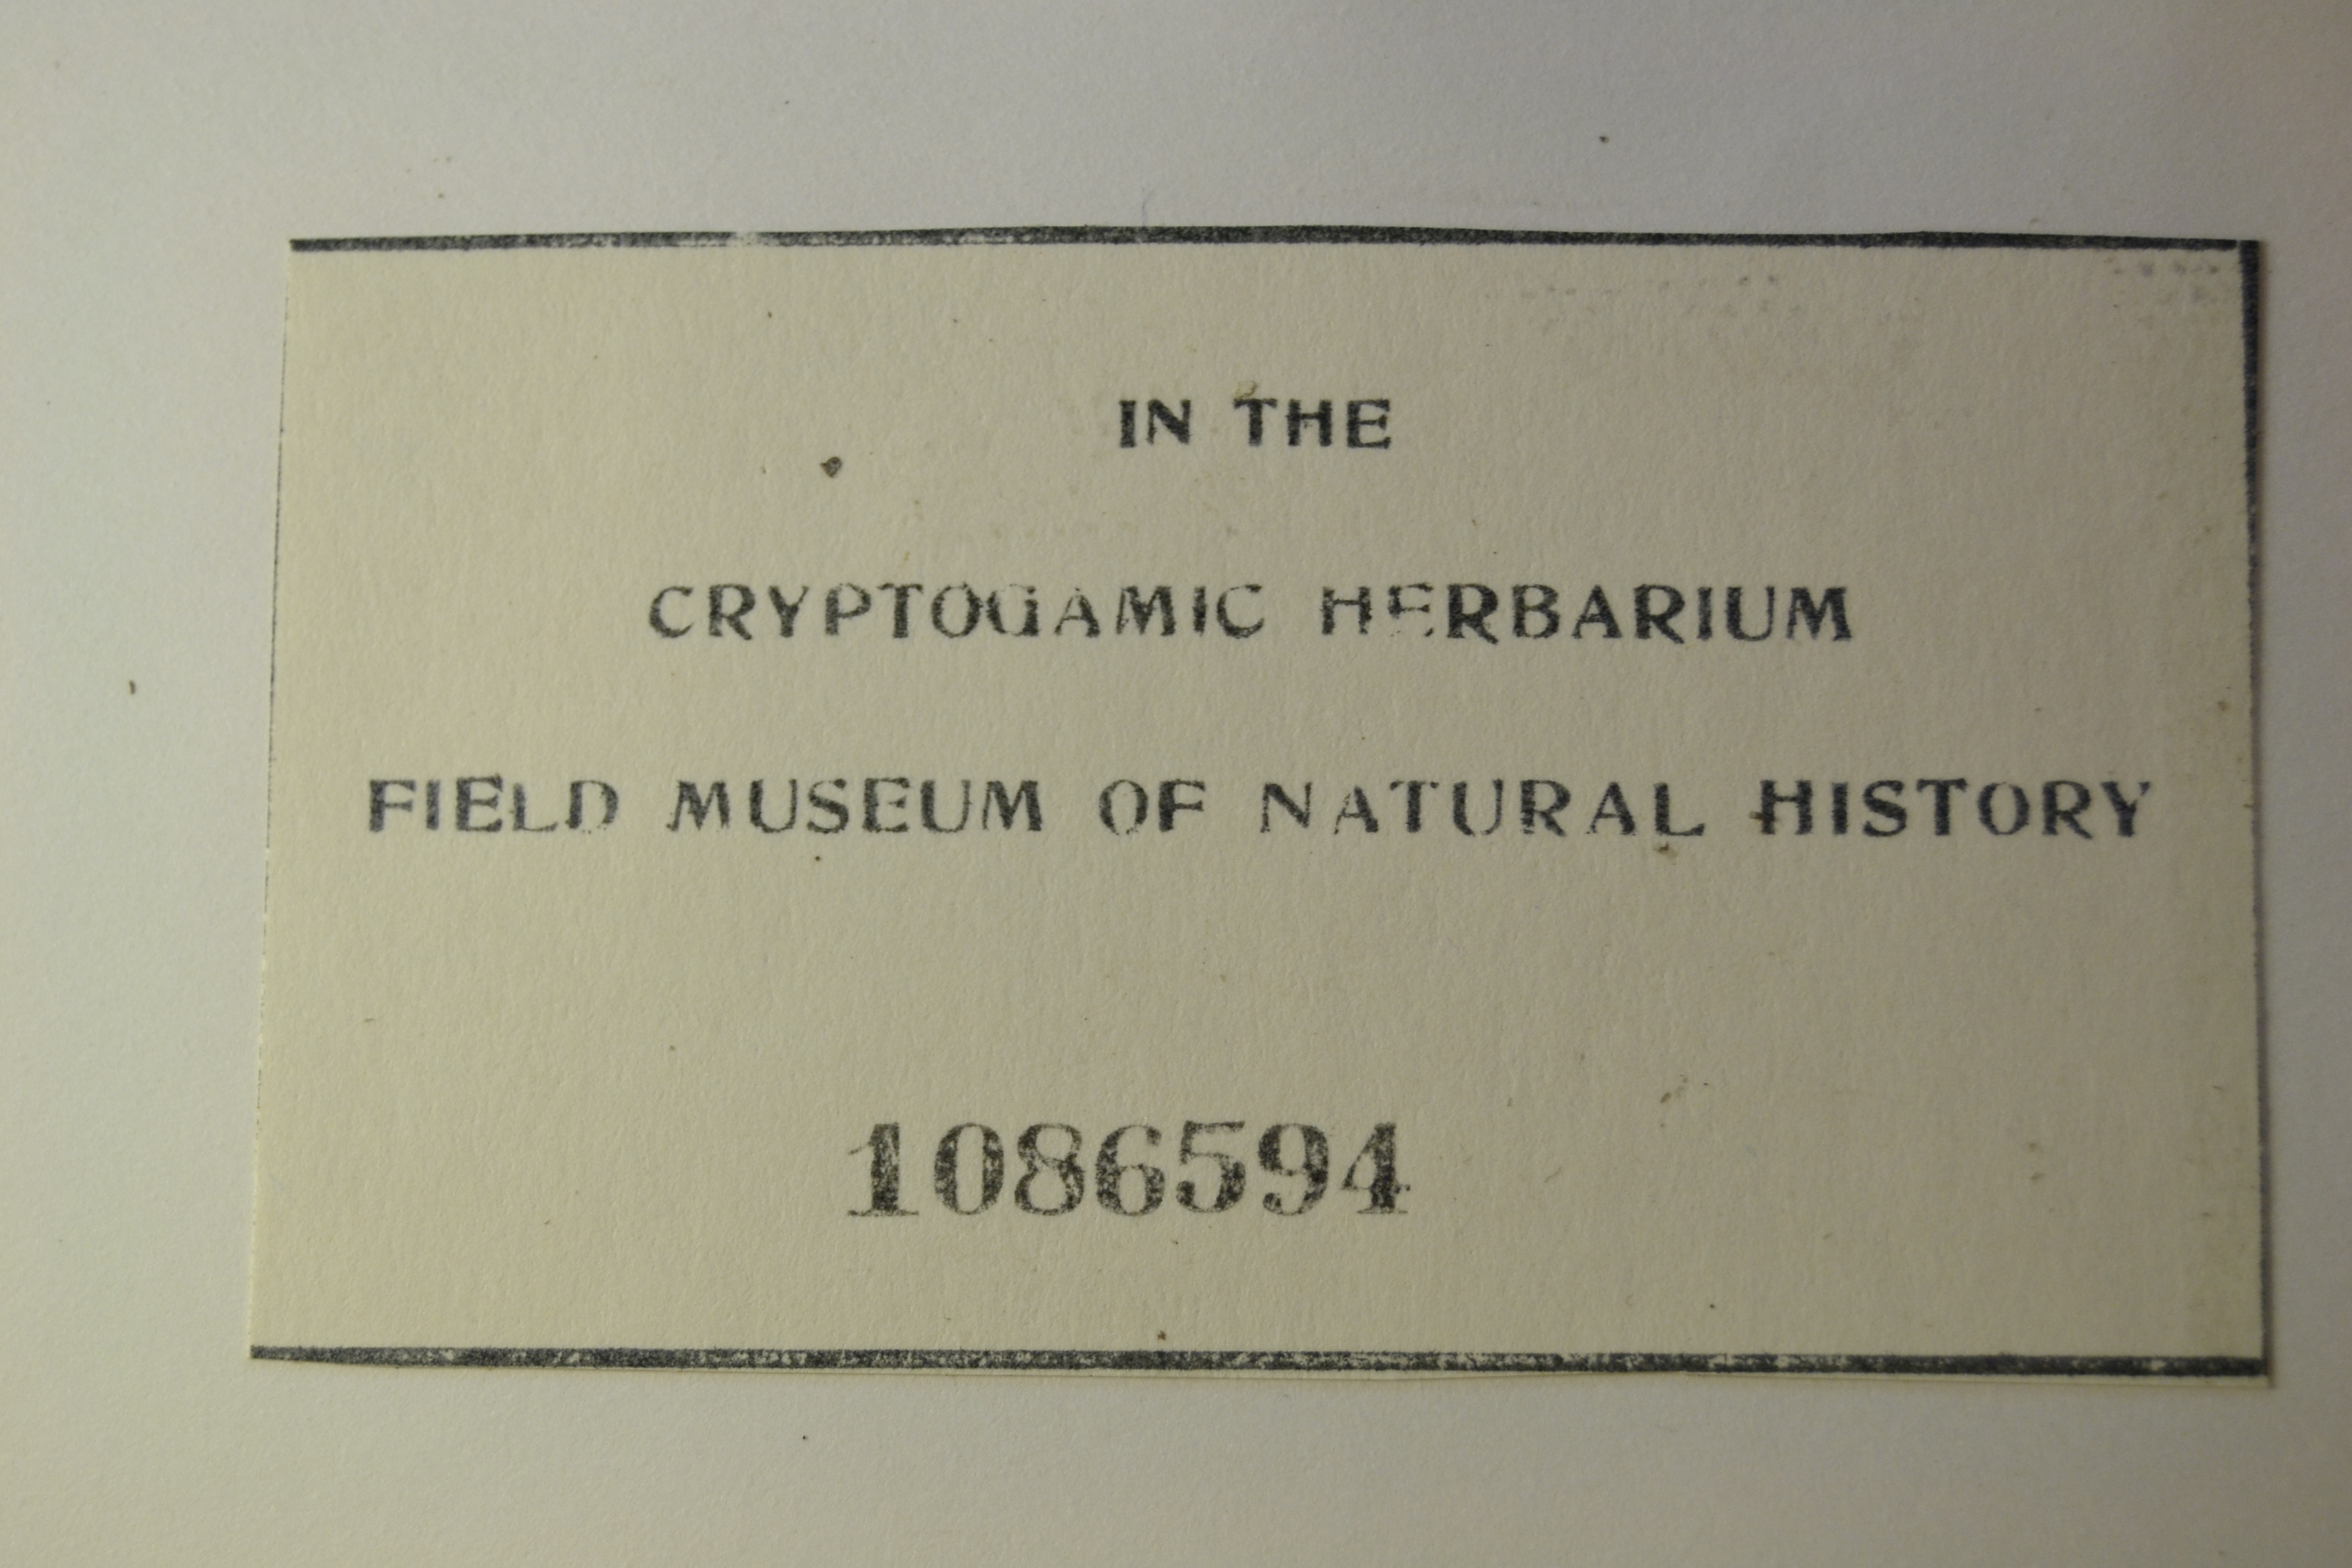 IN THE
CRYPTOGAMIC HERBARIUM
FIELD MUSEUM OF NATURAL HISTORY
1086594